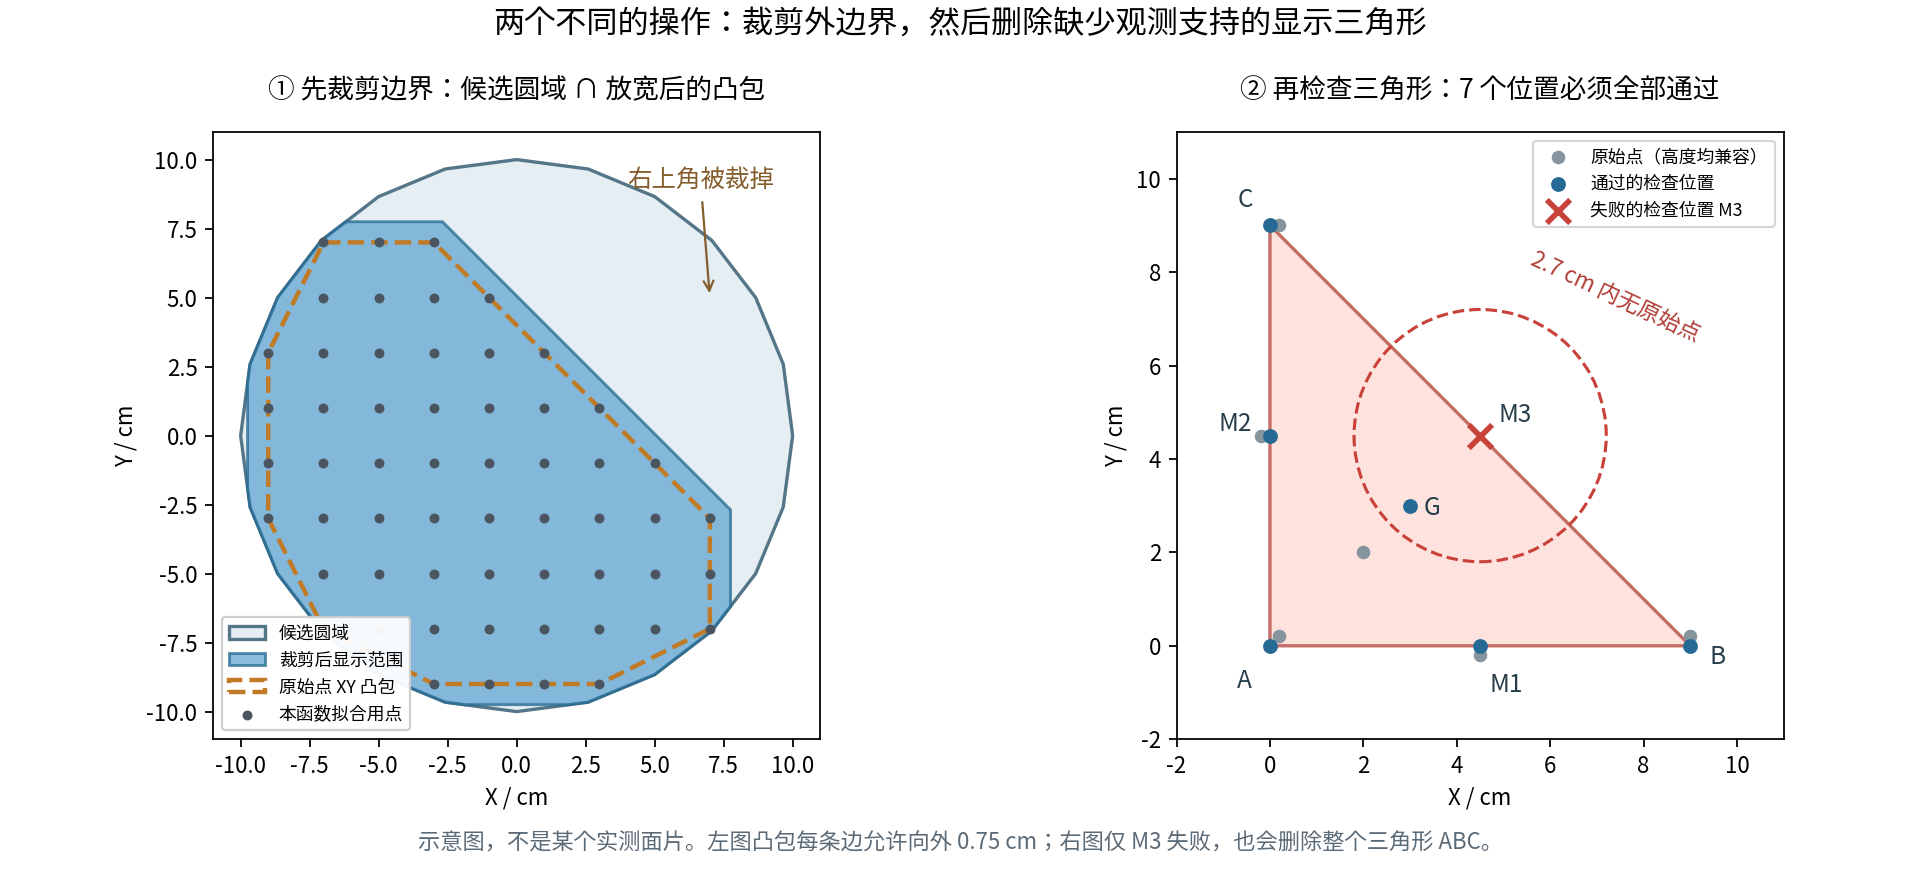 两个不同的操作：裁剪外边界，然后删除缺少观测支持的显示三角形
① 先裁剪边界：候选圆域 ∩ 放宽后的凸包
右上角被裁掉
10.0
7.5
5.0
2.5
0.0
-2.5
-5.0
-7.5
-10.0
Y / cm
候选圆域
裁剪后显示范围
原始点 XY 凸包
本函数拟合用点
-10.0 -7.5 -5.0 -2.5 0.0 2.5 5.0 7.5 10.0
X / cm
② 再检查三角形：7 个位置必须全部通过
原始点（高度均兼容）
通过的检查位置
失败的检查位置 M3
2.7 cm 内无原始点
C
M2
M3
G
A
M1
B
10
8
6
4
2
0
-2
Y / cm
-2 0 2 4 6 8 10
X / cm
示意图，不是某个实测面片。左图凸包每条边允许向外 0.75 cm；右图仅 M3 失败，也会删除整个三角形 ABC。